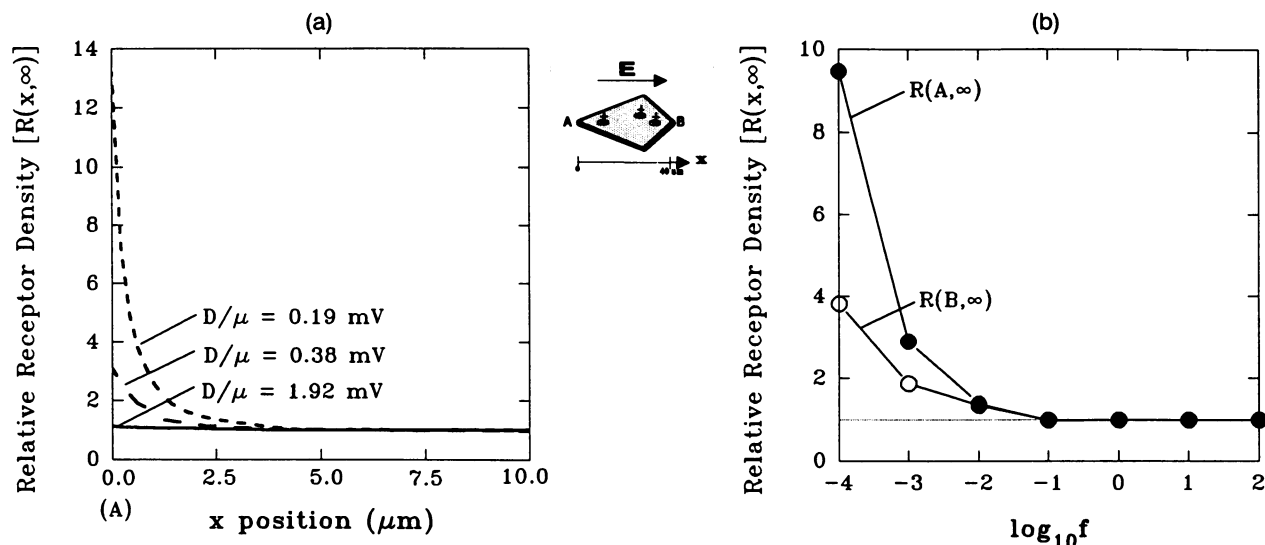 (a)
Relative Receptor Density [R(x,∞)]
14
12
10
8
6
4
2
0
D/μ = 0.19 mV
D/μ = 0.38 mV
D/μ = 1.92 mV
0.0 2.5 5.0 7.5 10.0
(A)
x position (μm)
E
A B
x
(b)
Relative Receptor Density [R(x,∞)]
10
8
6
4
2
0
R(A,∞)
R(B,∞)
-4 -3 -2 -1 0 1 2
log₁₀f